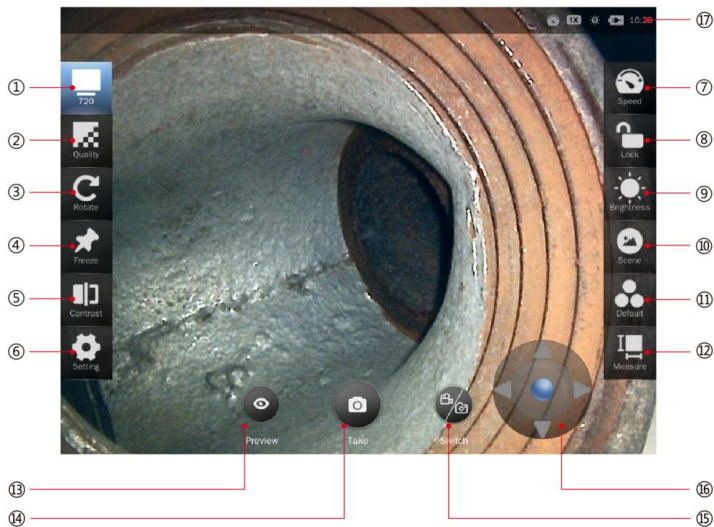 1X 16:20
① 720 Speed ⑦
② Quality Lock ⑧
③ Rotate Brightness ⑨
④ Freeze Scene ⑩
⑤ Contrast Default ⑪
⑥ Setting Measure ⑫
Preview Take Switch
⑬ ⑯
⑭ ⑮
⑰